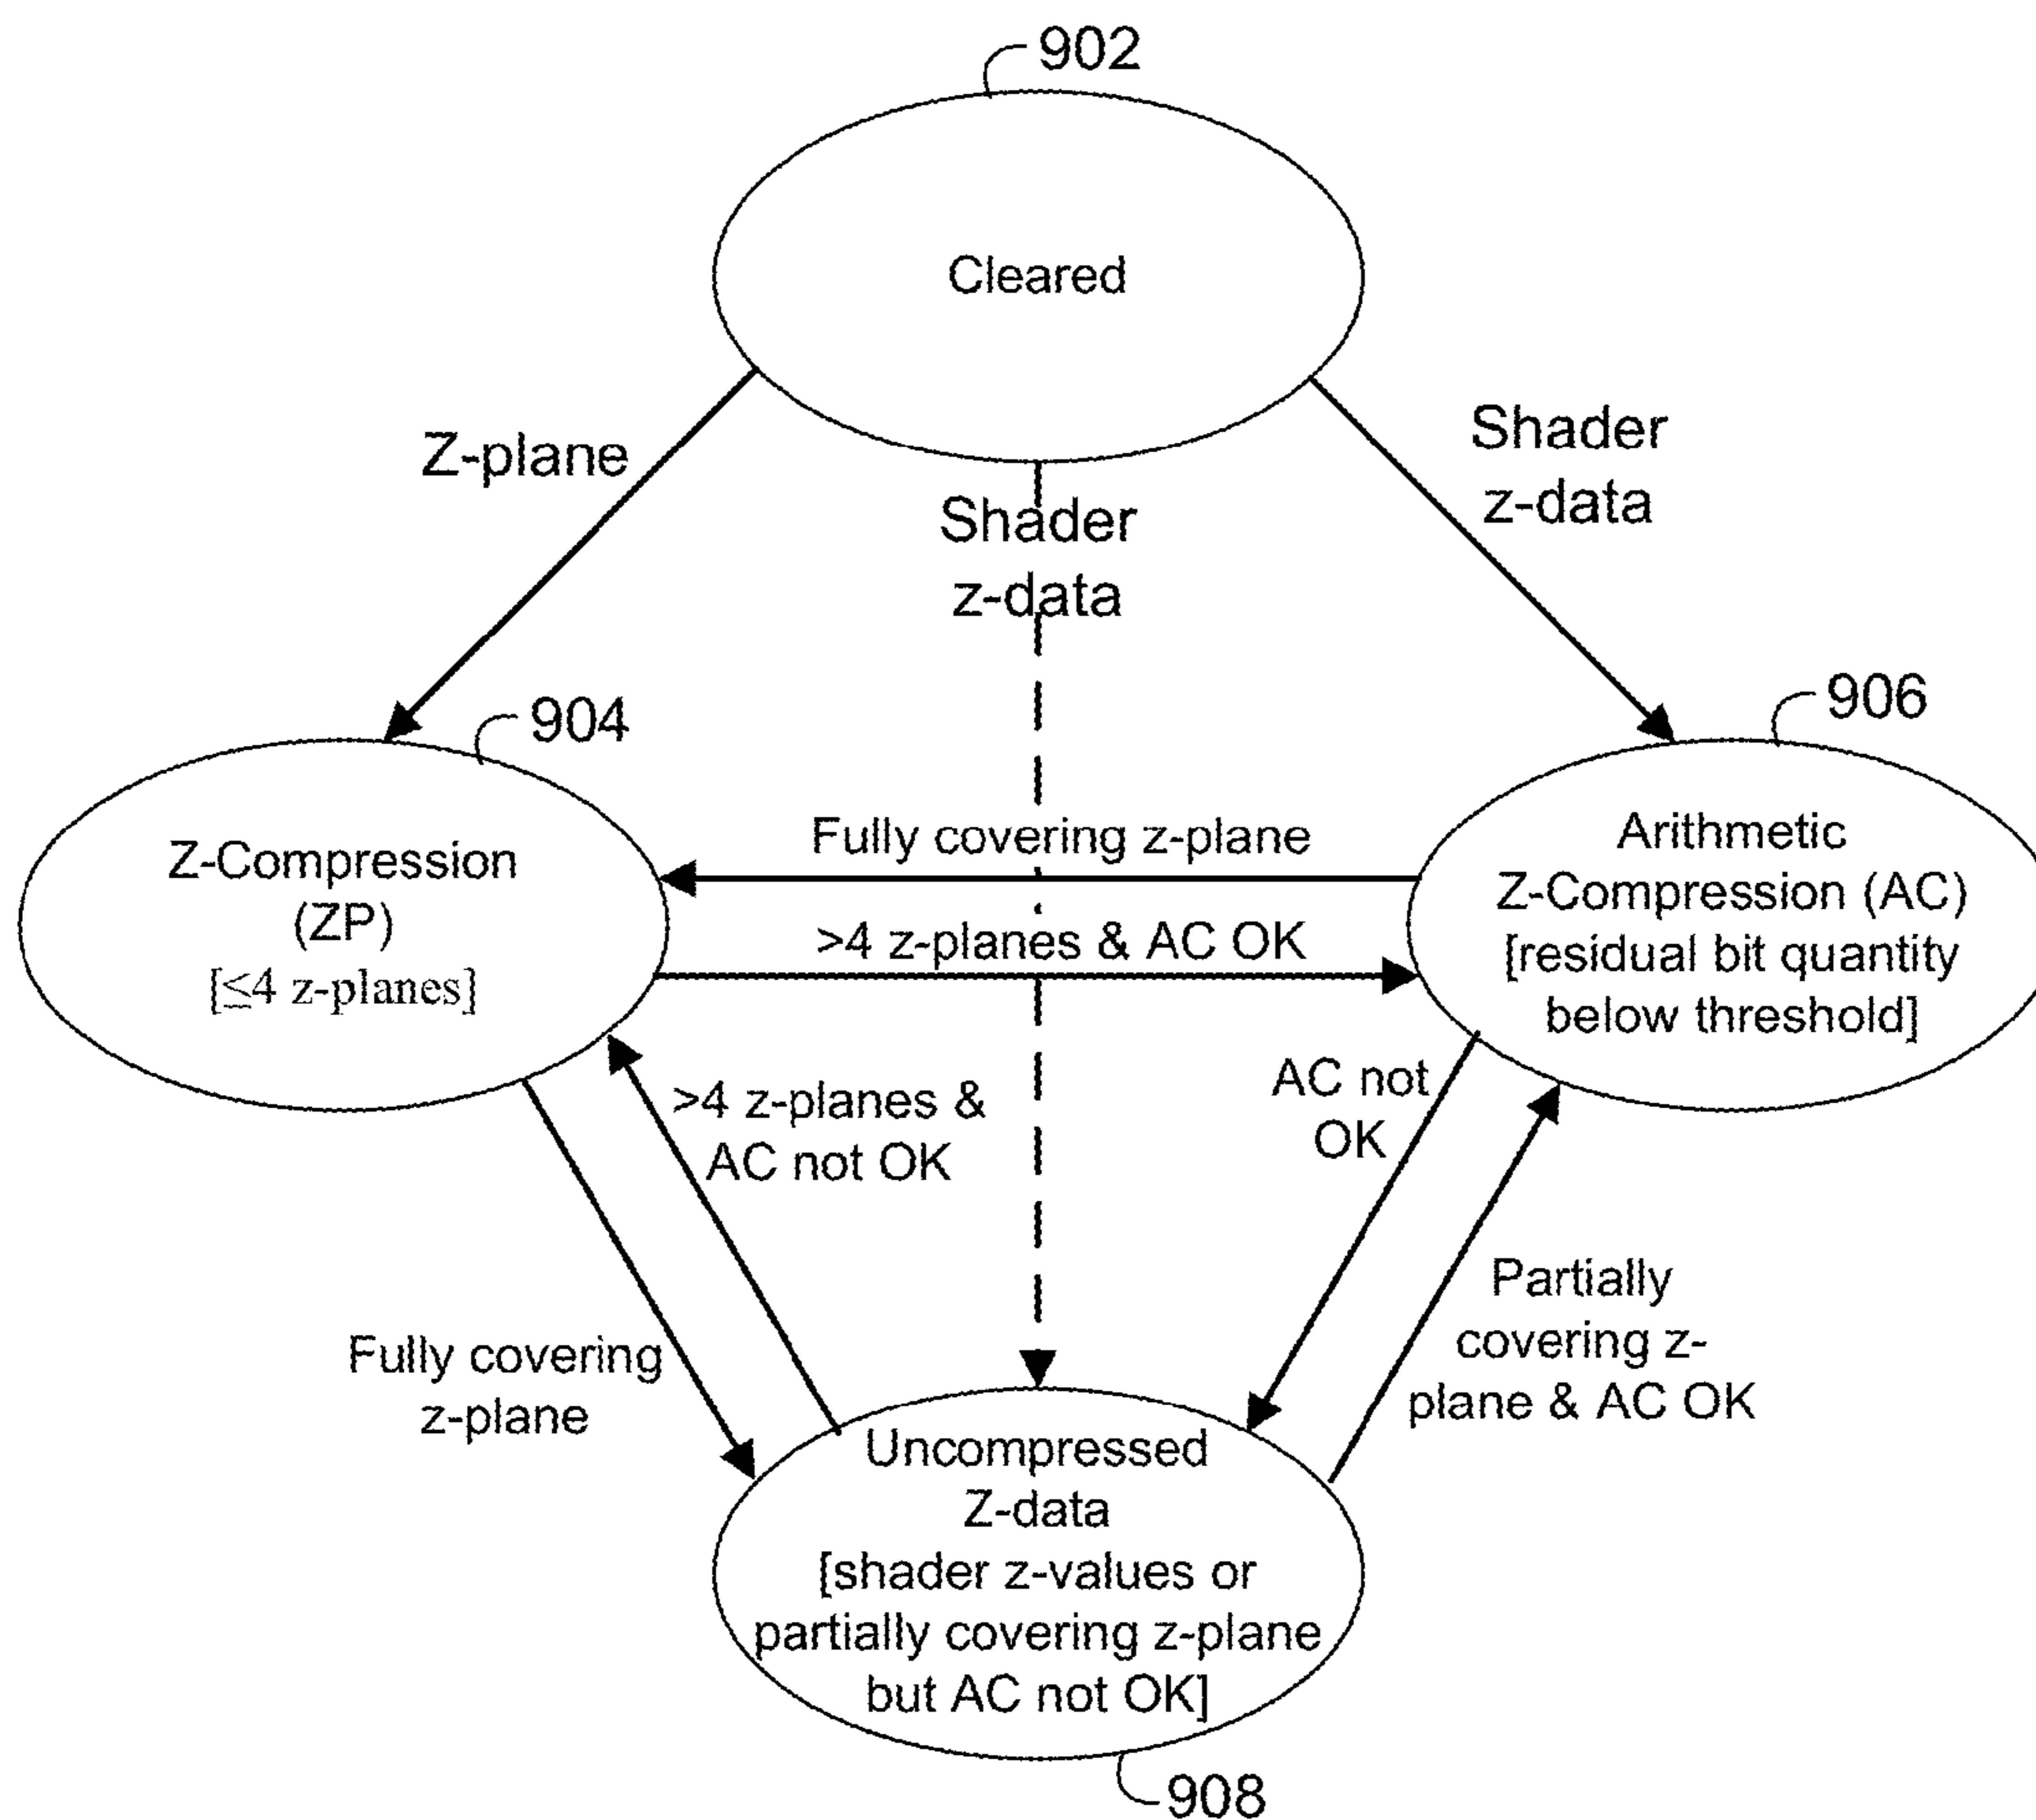 902
Cleared
Z-plane
Shader
z-data
Shader
z-data
904
906
Z-Compression
(ZP)
[≤4 z-planes]
Fully covering z-plane
>4 z-planes & AC OK
Arithmetic
Z-Compression (AC)
[residual bit quantity
below threshold]
>4 z-planes &
AC not OK
AC not
OK
Fully covering
z-plane
Partially
covering z-
plane & AC OK
Uncompressed
Z-data
[shader z-values or
partially covering z-plane
but AC not OK]
908